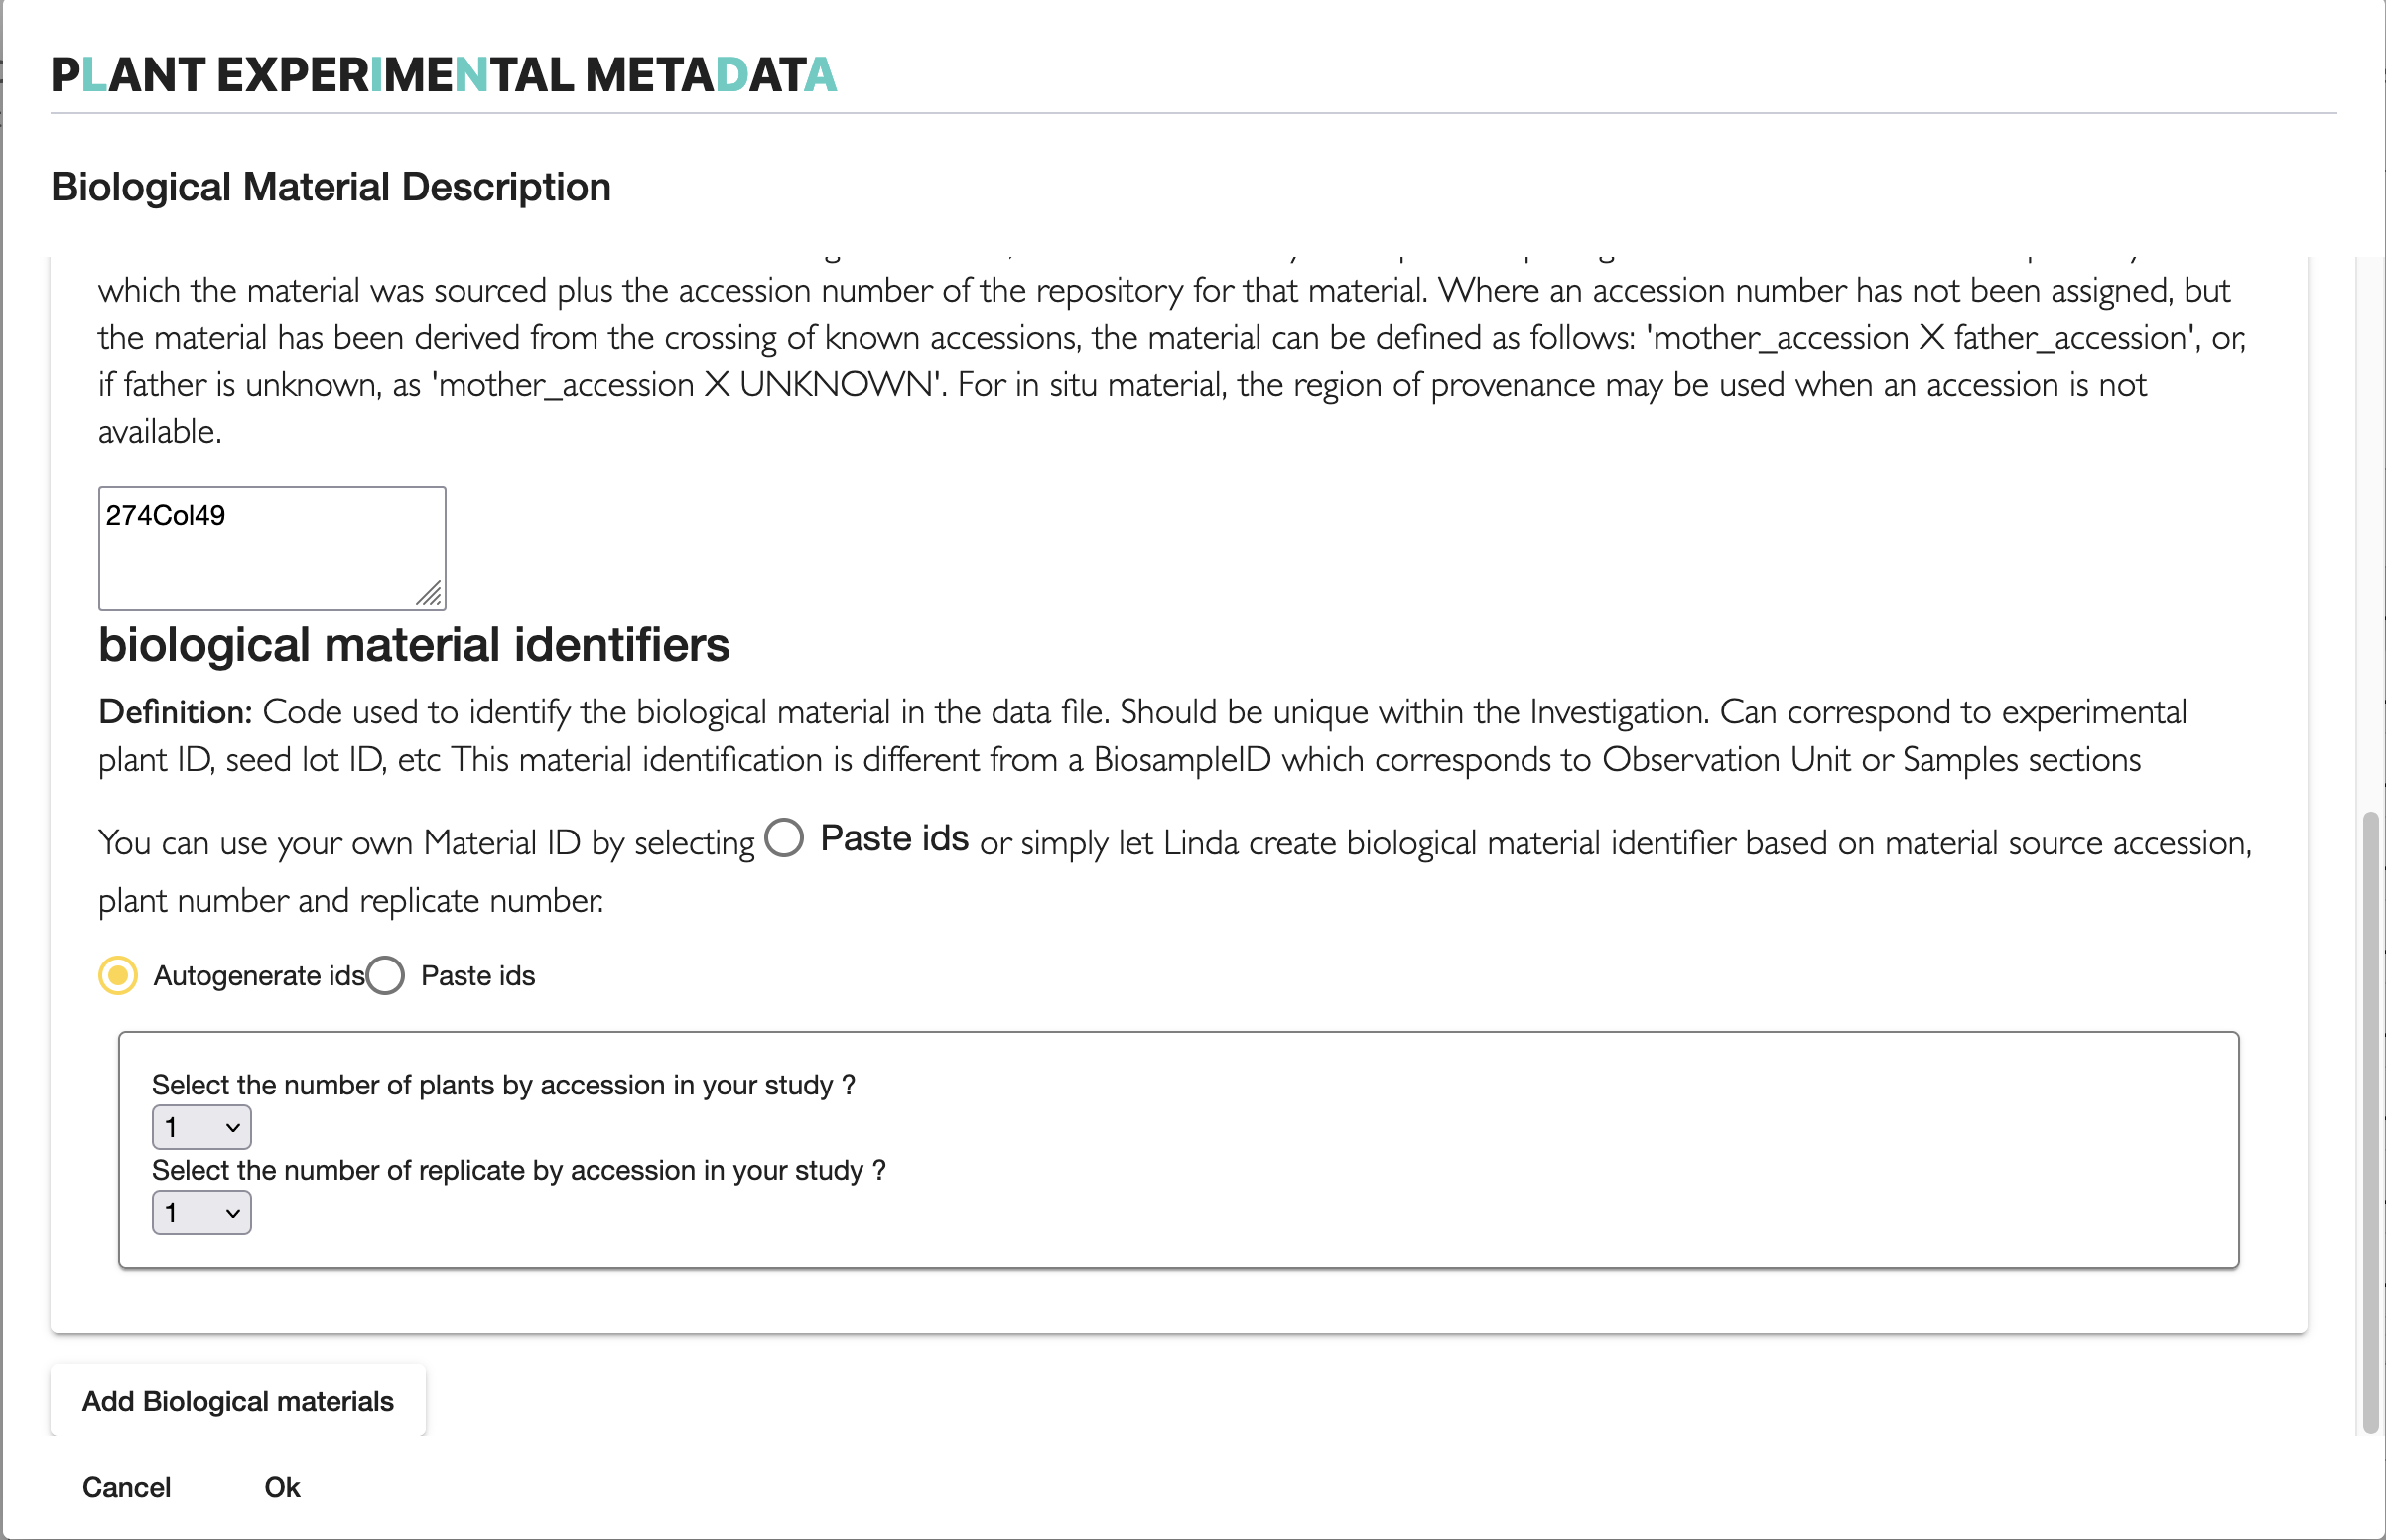 PLANT EXPERIMENTAL METADATA
Biological Material Description
which the material was sourced plus the accession number of the repository for that material. Where an accession number has not been assigned, but
the material has been derived from the crossing of known accessions, the material can be defined as follows: 'mother_accession X father_accession', or,
if father is unknown, as 'mother_accession X UNKNOWN'. For in situ material, the region of provenance may be used when an accession is not
available.
274Col49
biological material identifiers
Definition: Code used to identify the biological material in the data file. Should be unique within the Investigation. Can correspond to experimental
plant ID, seed lot ID, etc This material identification is different from a BiosampleID which corresponds to Observation Unit or Samples sections
You can use your own Material ID by selecting Paste ids or simply let Linda create biological material identifier based on material source accession,
plant number and replicate number.
Autogenerate ids Paste ids
Select the number of plants by accession in your study ?
1
Select the number of replicate by accession in your study ?
1
Add Biological materials
Cancel Ok